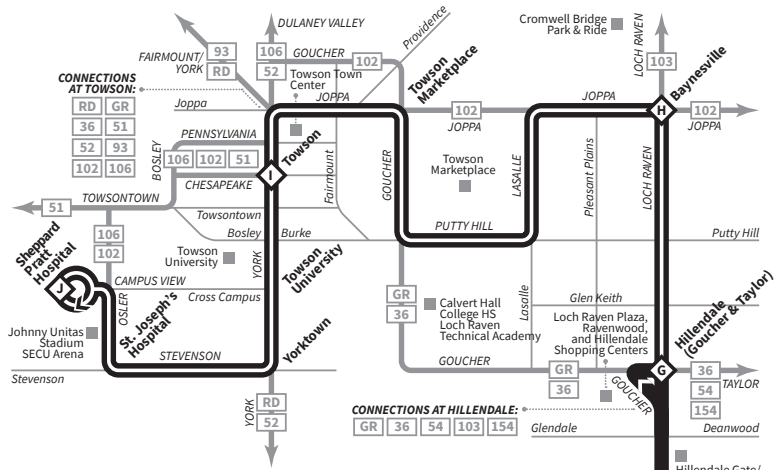 Cromwell Bridge
Park & Ride
LOCH RAVEN
103
DULANEY VALLEY
106
52
GOUCHER
102
Providence
93
RD
FAIRMOUNT/
YORK
Towson Town
Center
Towson
Marketplace
Baynesville
CONNECTIONS
AT TOWSON:
RD GR
36 51
52 93
102 106
Joppa
JOPPA
102
JOPPA
JOPPA
H
102
JOPPA
PENNSYLVANIA
BOSLEY
106 102 51
CHESAPEAKE
Towson
I
Fairmount
GOUCHER
Towson
Marketplace
LASALLE
Pleasant Plains
LOCH RAVEN
51
TOWSONTOWN
Towsontown
Bosley
Burke
PUTTY HILL
Putty Hill
106
102
Sheppard
Pratt
Hospital
J
Towson
University
YORK
Towson
University
CAMPUS VIEW
Cross Campus
OSLER
St. Joseph's
Hospital
GR
36
Calvert Hall
College HS
Loch Raven
Technical Academy
Lasalle
Glen Keith
Loch Raven Plaza,
Ravenwood,
and Hillendale
Shopping Centers
Hillendale
(Goucher & Taylor)
Johnny Unitas
Stadium
SECU Arena
STEVENSON
Stevenson
Yorktown
GOUCHER
GR
36
GOUCHER
G
36
54
154
TAYLOR
YORK
RD
52
CONNECTIONS AT HILLENDALE:
GR 36 54 103 154
Glendale
Deanwood
Hillendale Gate/